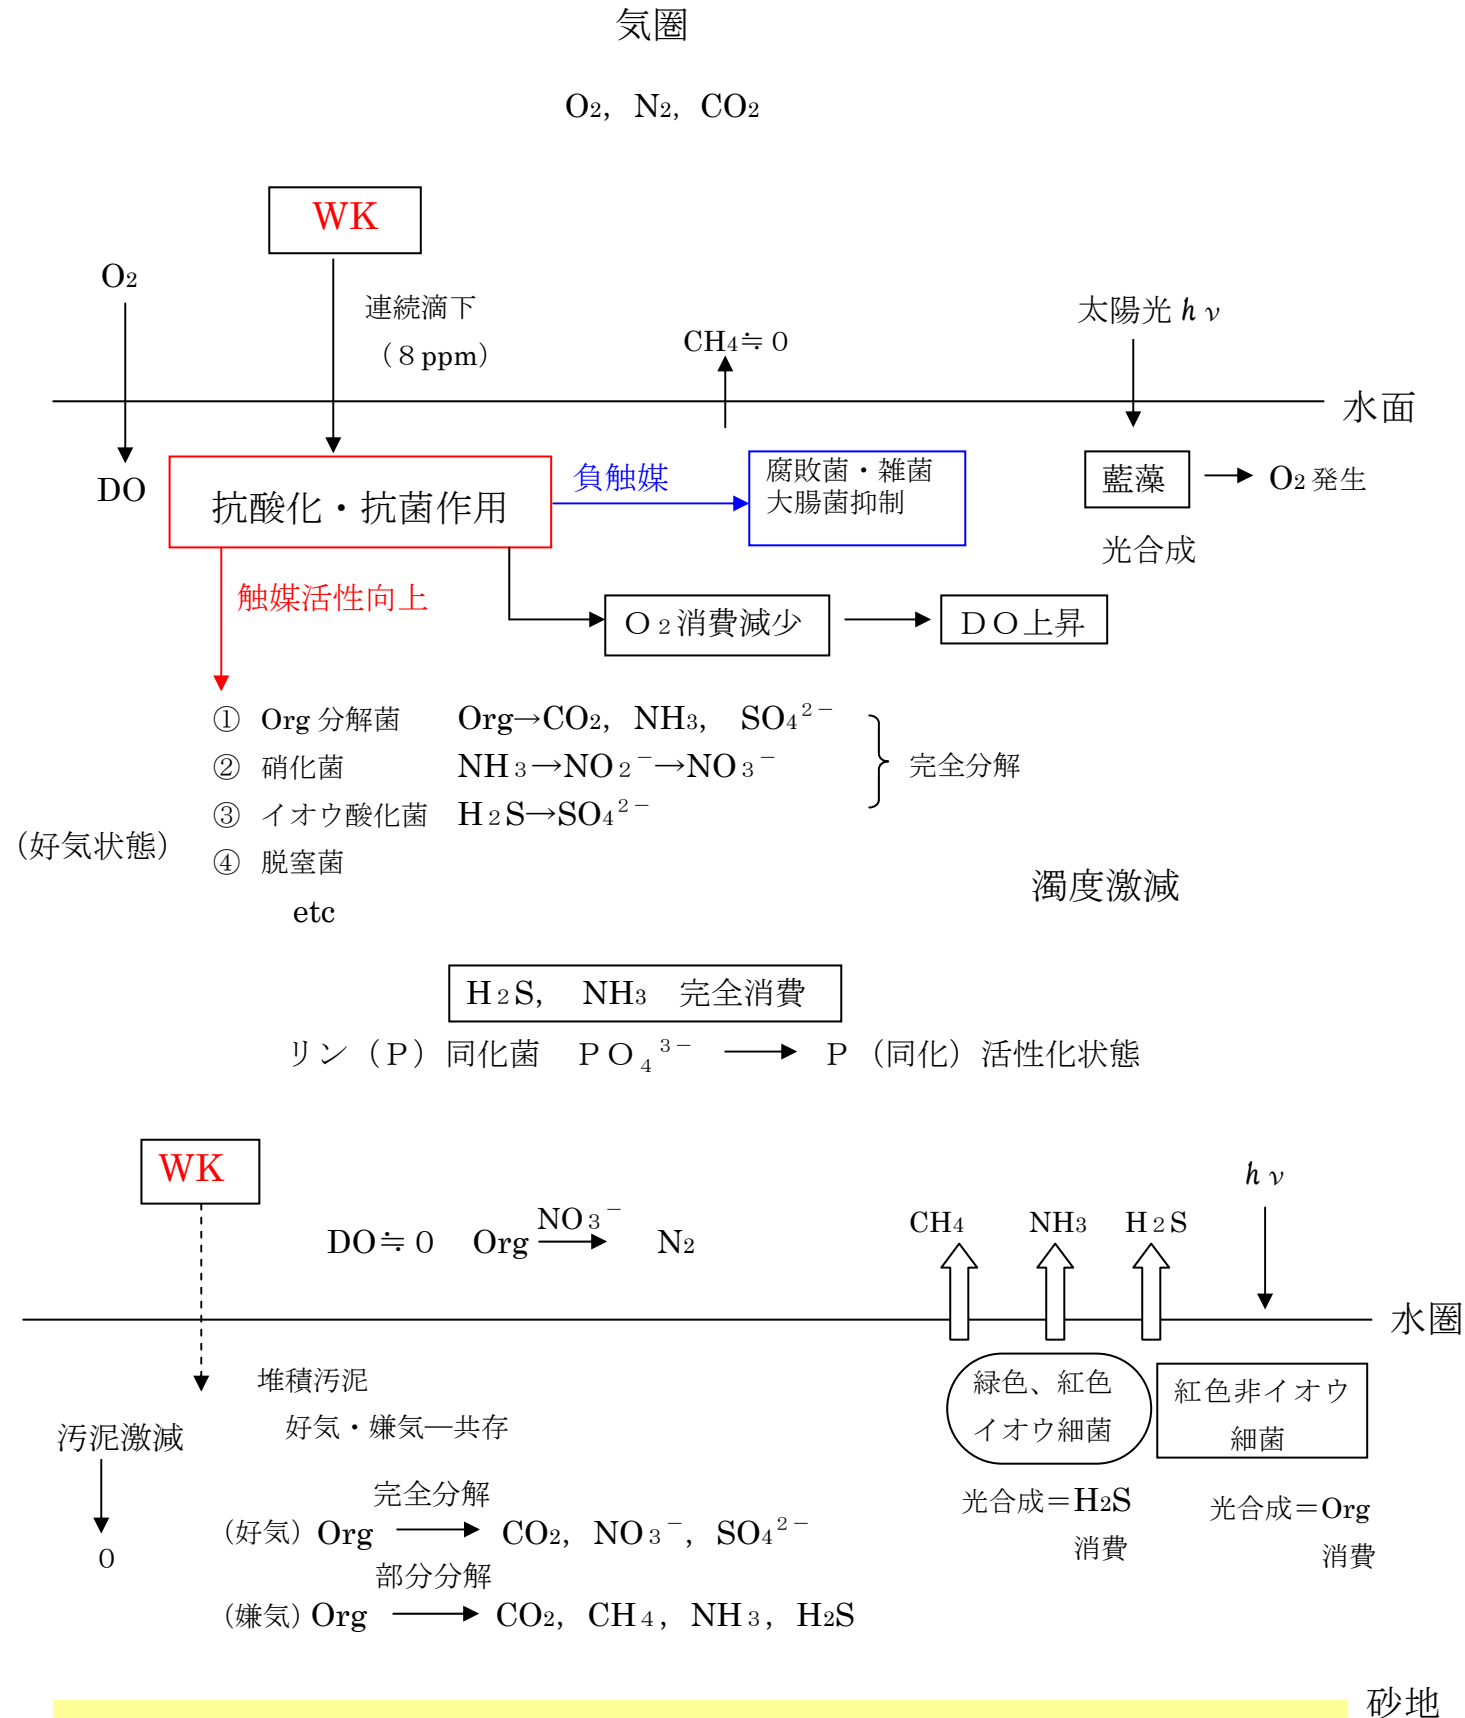 気圏
O2, N2, CO2
WK
O2
連続滴下
（８ppm）
CH4≒０
太陽光ｈν
水面
DO
抗酸化・抗菌作用
負触媒
腐敗菌・雑菌
大腸菌抑制
藍藻
O2発生
光合成
触媒活性向上
Ｏ２消費減少
ＤＯ上昇
① Org分解菌 Org→CO2, NH3, SO4２－
② 硝化菌 NH３→NO２－→NO３－
完全分解
③ イオウ酸化菌 H２S→SO4２－
（好気状態）
④ 脱窒菌
濁度激減
etc
H２S, NH3 完全消費
リン（Ｐ）同化菌 ＰＯ４３－ → Ｐ（同化）活性化状態
WK
ｈν
DO≒０ Org NO３－ → N2
CH4 NH3 H２S
水圏
堆積汚泥
好気・嫌気―共存
緑色、紅色
イオウ細菌
紅色非イオウ
細菌
汚泥激減
０
完全分解
（好気）Org → CO2, NO３－, SO4２－
部分分解
（嫌気）Org → CO2, CH４, NH３, H2S
光合成＝H2S
消費
光合成＝Org
消費
砂地